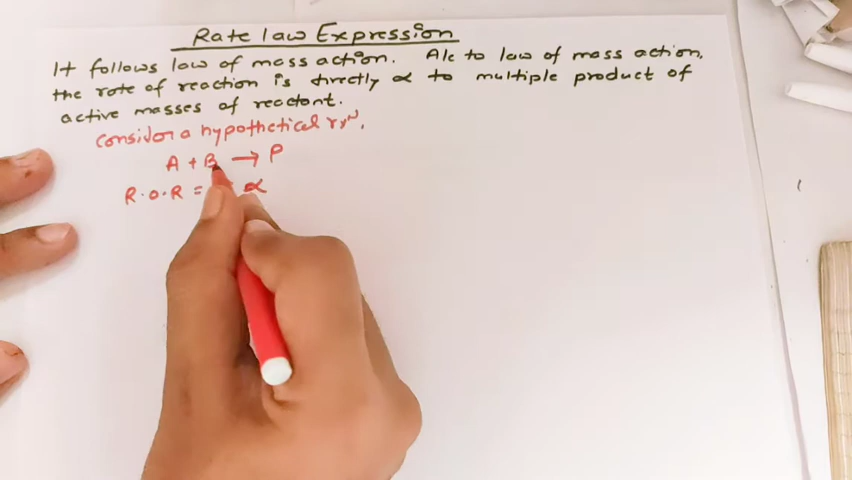 Rate law Expression
It follows law of mass action. A/c to law of mass action,
the rate of reaction is directly ∝ to multiple product of
active masses of reactant.
Consider a hypothetical rxn,
A + B → P
R.O.R = ∝